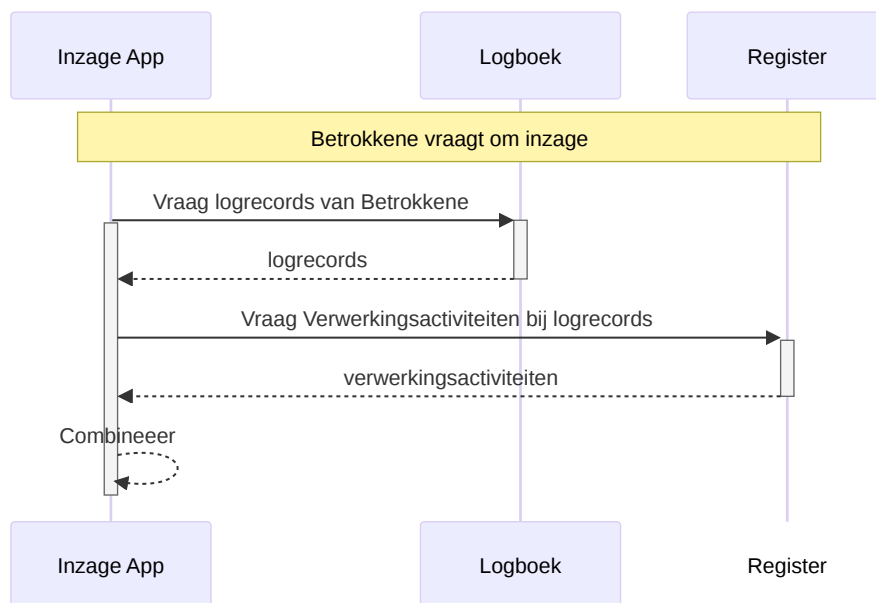 Inzage App
Logboek
Register
Betrokkene vraagt om inzage
Vraag logrecords van Betrokkene
logrecords
Vraag Verwerkingsactiviteiten bij logrecords
verwerkingsactiviteiten
Combineeer
Inzage App
Logboek
Register